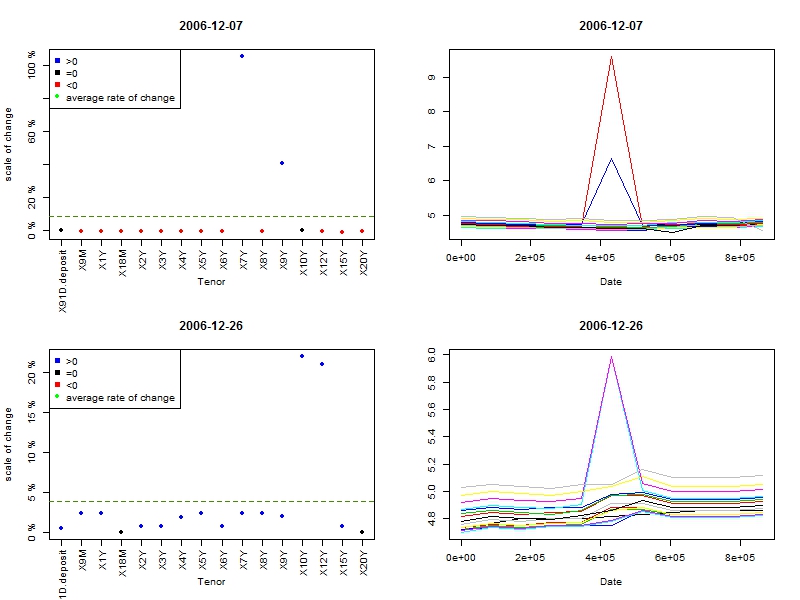 2006-12-07
scale of change
0 %
20 %
60 %
100 %
>0
=0
<0
average rate of change
X91D.deposit
X9M
X1Y
X18M
X2Y
X3Y
X4Y
X5Y
X6Y
X7Y
X8Y
X9Y
X10Y
X12Y
X15Y
X20Y
Tenor
2006-12-07
5
6
7
8
9
0e+00
2e+05
4e+05
6e+05
8e+05
Date
2006-12-26
scale of change
0 %
5 %
10 %
15 %
20 %
>0
=0
<0
average rate of change
1D.deposit
X9M
X1Y
X18M
X2Y
X3Y
X4Y
X5Y
X6Y
X7Y
X8Y
X9Y
X10Y
X12Y
X15Y
X20Y
Tenor
2006-12-26
4.8
5.0
5.2
5.4
5.6
5.8
6.0
0e+00
2e+05
4e+05
6e+05
8e+05
Date